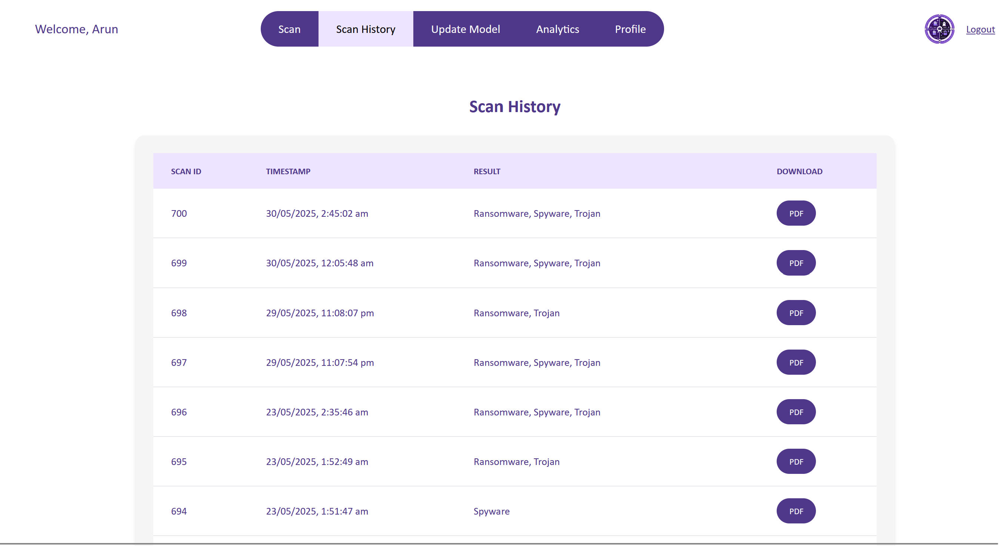 Welcome, Arun
Scan Scan History Update Model Analytics Profile
Logout
Scan History
SCAN ID TIMESTAMP RESULT DOWNLOAD
700 30/05/2025, 2:45:02 am Ransomware, Spyware, Trojan PDF
699 30/05/2025, 12:05:48 am Ransomware, Spyware, Trojan PDF
698 29/05/2025, 11:08:07 pm Ransomware, Trojan PDF
697 29/05/2025, 11:07:54 pm Ransomware, Spyware, Trojan PDF
696 23/05/2025, 2:35:46 am Ransomware, Spyware, Trojan PDF
695 23/05/2025, 1:52:49 am Ransomware, Trojan PDF
694 23/05/2025, 1:51:47 am Spyware PDF